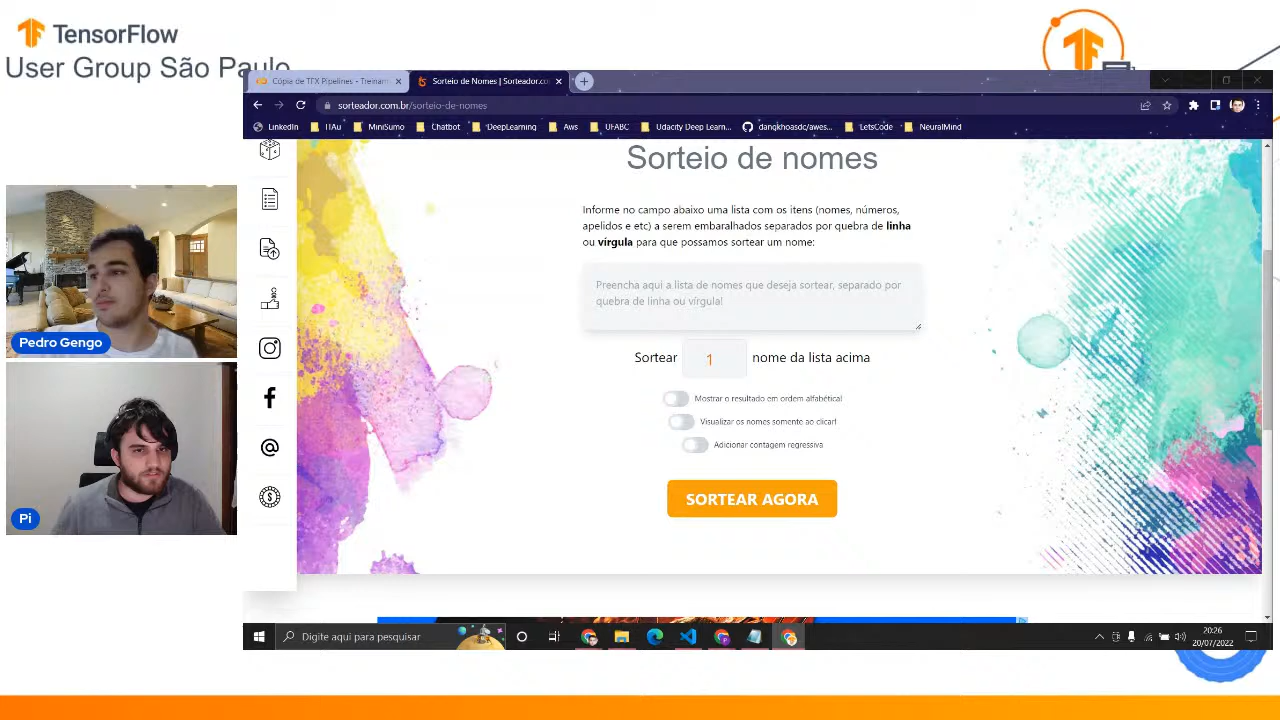 TensorFlow
User Group São Paulo
Cópia de TFX Pipelines - Treinam
Sorteio de Nomes | Sorteador.co
sorteador.com.br/sorteio-de-nomes
LinkedIn
ITAu
MiniSumo
Chatbot
DeepLearning
Aws
UFABC
Udacity Deep Learn...
dangkhoasdc/awes...
LetsCode
NeuralMind
Sorteio de nomes
Informe no campo abaixo uma lista com os itens (nomes, números,
apelidos e etc) a serem embaralhados separados por quebra de linha
ou vírgula para que possamos sortear um nome:
Preencha aqui a lista de nomes que deseja sortear, separado por
quebra de linha ou vírgula!
Sortear 1 nome da lista acima
Mostrar o resultado em ordem alfabética!
Visualizar os nomes somente ao clicar!
Adicionar contagem regressiva
SORTEAR AGORA
Pedro Gengo
Pi
Digite aqui para pesquisar
20:26
20/07/2022